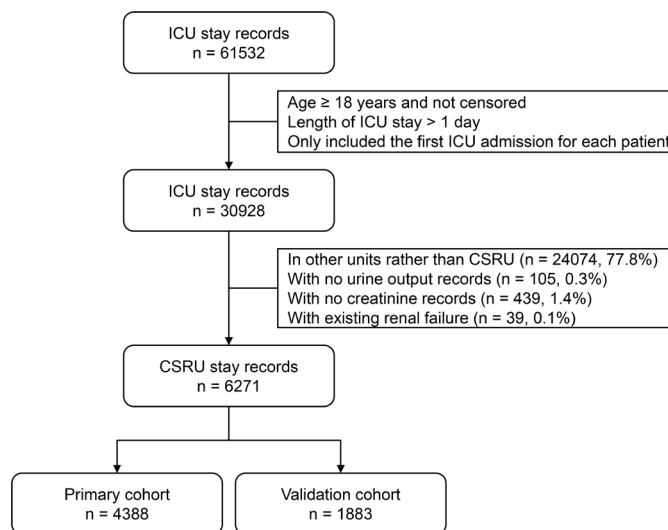 ICU stay records
n = 61532
Age ≥ 18 years and not censored
Length of ICU stay > 1 day
Only included the first ICU admission for each patient
ICU stay records
n = 30928
In other units rather than CSRU (n = 24074, 77.8%)
With no urine output records (n = 105, 0.3%)
With no creatinine records (n = 439, 1.4%)
With existing renal failure (n = 39, 0.1%)
CSRU stay records
n = 6271
Primary cohort
n = 4388
Validation cohort
n = 1883